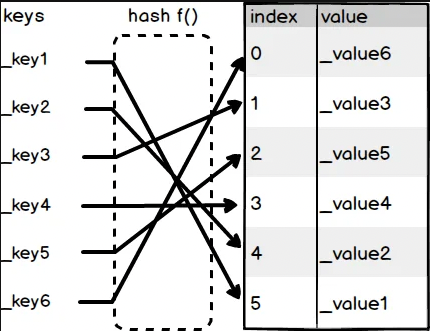 keys hash f() index value
_key1 0 _value6
_key2 1 _value3
_key3 2 _value5
_key4 3 _value4
_key5 4 _value2
_key6 5 _value1